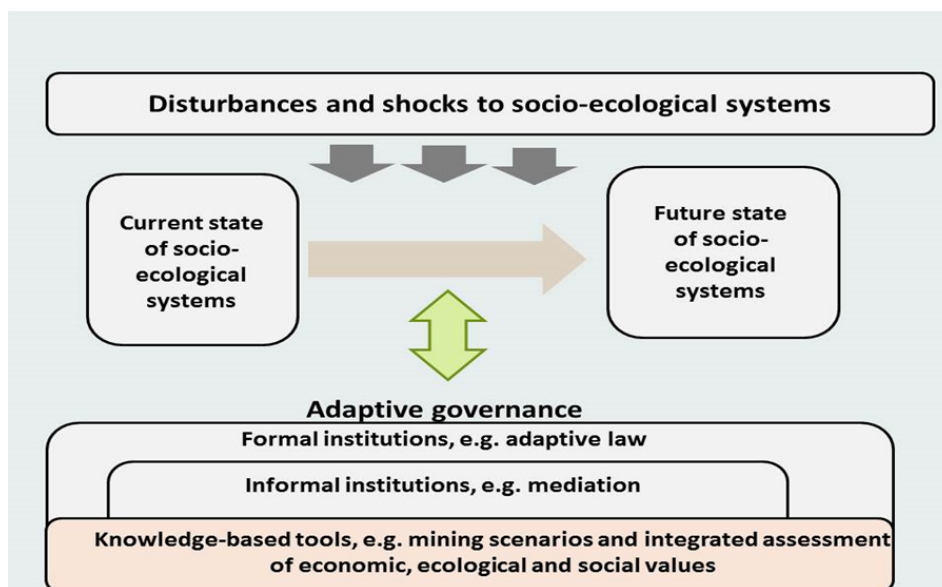 Disturbances and shocks to socio-ecological systems
Current state
of socio-
ecological
systems
Future state
of socio-
ecological
systems
Adaptive governance
Formal institutions, e.g. adaptive law
Informal institutions, e.g. mediation
Knowledge-based tools, e.g. mining scenarios and integrated assessment
of economic, ecological and social values